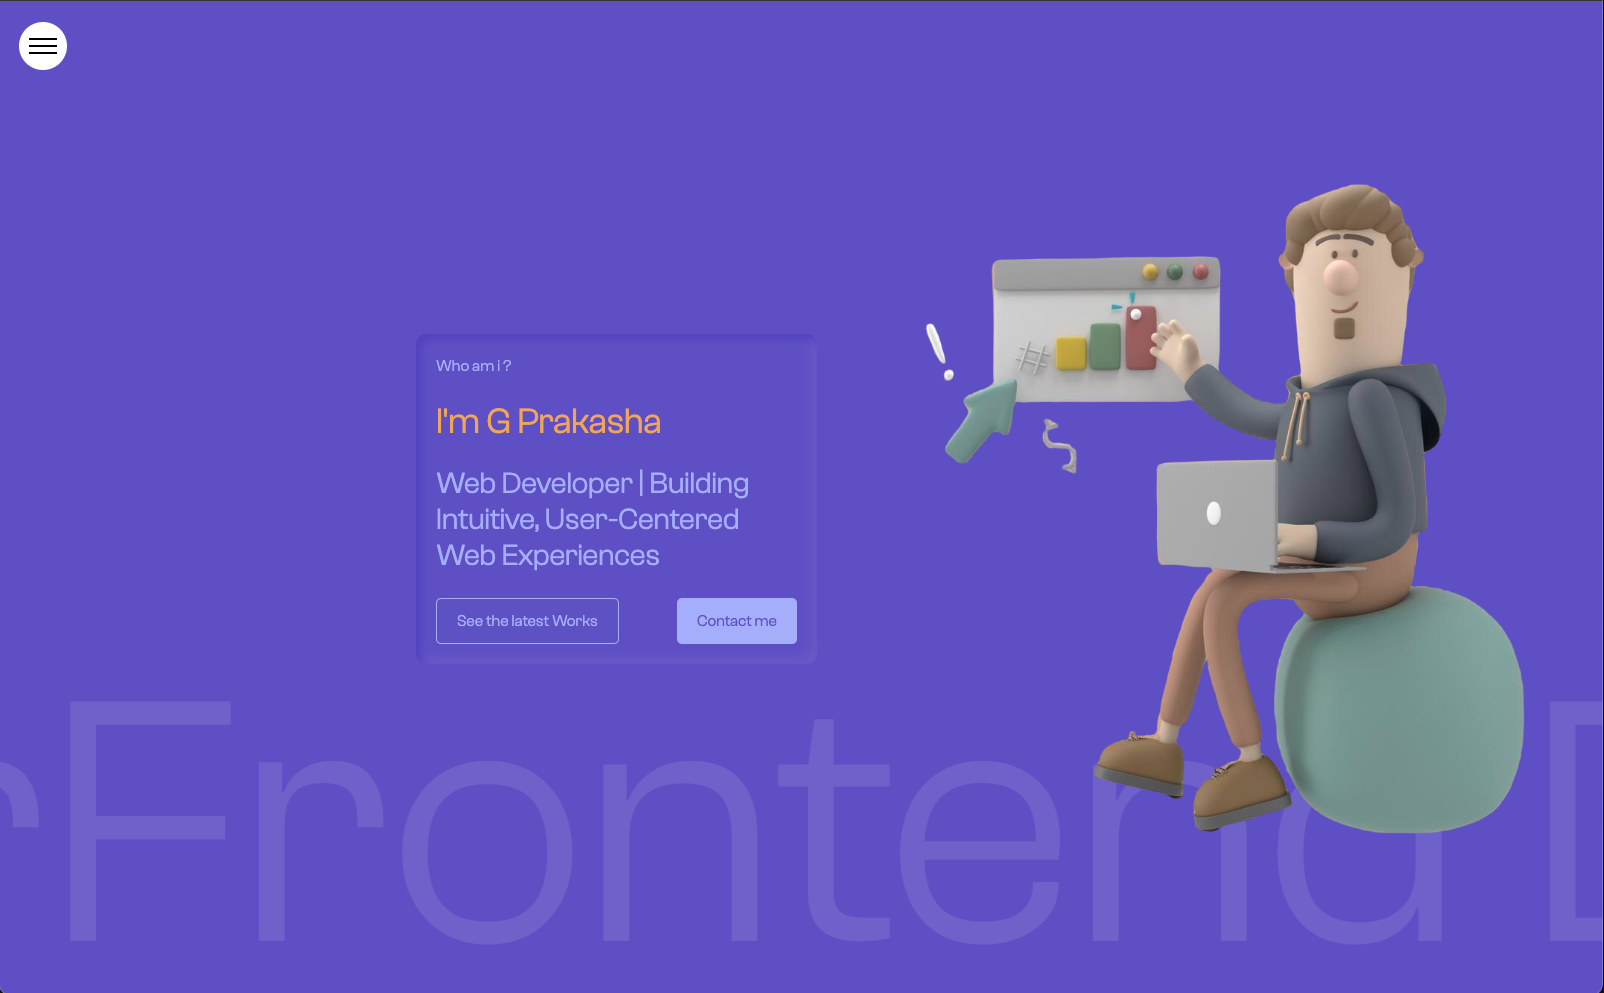 Who am i ?
I'm G Prakasha
Web Developer | Building
Intuitive, User-Centered
Web Experiences
See the latest Works
Contact me
rFrontend D